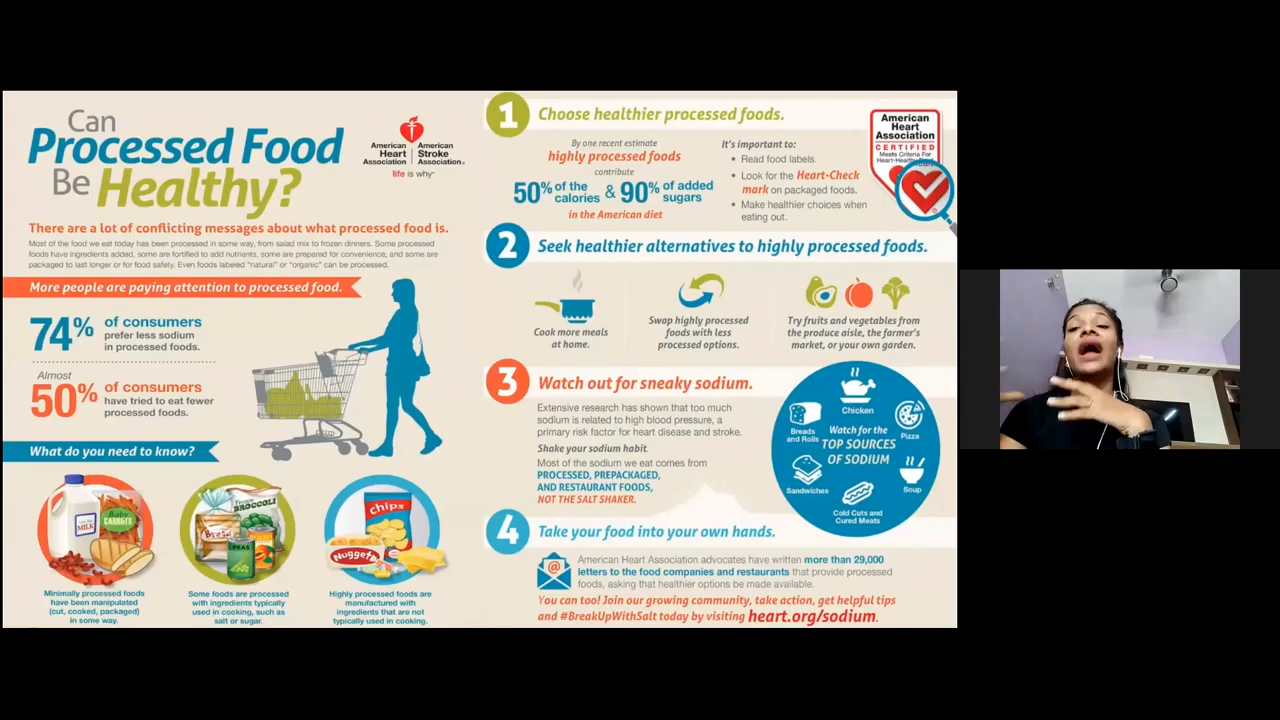 Can
Processed Food
Be Healthy?
American Heart Association®
American Stroke Association®
life is why™
There are a lot of conflicting messages about what processed food is.
Most of the food we eat today has been processed in some way, from salad mix to frozen dinners. Some processed
foods have ingredients added, some are fortified to add nutrients, some are prepared for convenience, and some are
packaged to last longer or for food safety. Even foods labeled "natural" or "organic" can be processed.
More people are paying attention to processed food.
74% of consumers
prefer less sodium
in processed foods.
Almost
50% of consumers
have tried to eat fewer
processed foods.
What do you need to know?
MILK
Baby
CARROTS
Minimally processed foods
have been manipulated
(cut, cooked, packaged)
in some way.
Frozen
BROCCOLI
Bread
PEAS
Some foods are processed
with ingredients typically
used in cooking, such as
salt or sugar.
chips
Nuggets
Highly processed foods are
manufactured with
ingredients that are not
typically used in cooking.
1 Choose healthier processed foods.
By one recent estimate
highly processed foods
contribute
50% of the calories & 90% of added sugars
in the American diet
It's important to:
• Read food labels.
• Look for the Heart-Check
mark on packaged foods.
• Make healthier choices when
eating out.
American
Heart
Association
CERTIFIED
Meets Criteria For
2 Seek healthier alternatives to highly processed foods.
Cook more meals
at home.
Swap highly processed
foods with less
processed options.
Try fruits and vegetables from
the produce aisle, the farmer's
market, or your own garden.
3 Watch out for sneaky sodium.
Extensive research has shown that too much
sodium is related to high blood pressure, a
primary risk factor for heart disease and stroke.
Shake your sodium habit.
Most of the sodium we eat comes from
PROCESSED, PREPACKAGED,
AND RESTAURANT FOODS,
NOT THE SALT SHAKER.
Watch for the
TOP SOURCES
OF SODIUM
Chicken
Pizza
Soup
Cold Cuts and
Cured Meats
Sandwiches
Breads
and Rolls
4 Take your food into your own hands.
@
American Heart Association advocates have written more than 29,000
letters to the food companies and restaurants that provide processed
foods, asking that healthier options be made available.
You can too! Join our growing community, take action, get helpful tips
and #BreakUpWithSalt today by visiting heart.org/sodium.